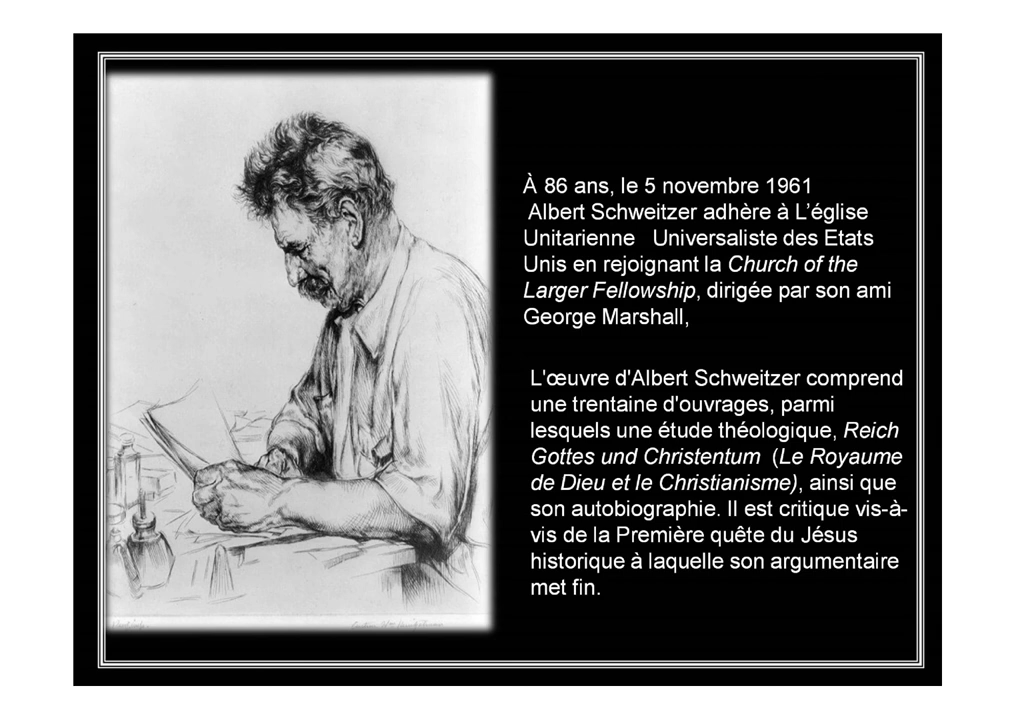 À 86 ans, le 5 novembre 1961
Albert Schweitzer adhère à L’église
Unitarienne Universaliste des Etats
Unis en rejoignant la Church of the
Larger Fellowship, dirigée par son ami
George Marshall,
L'œuvre d'Albert Schweitzer comprend
une trentaine d'ouvrages, parmi
lesquels une étude théologique, Reich
Gottes und Christentum (Le Royaume
de Dieu et le Christianisme), ainsi que
son autobiographie. Il est critique vis-à-
vis de la Première quête du Jésus
historique à laquelle son argumentaire
met fin.